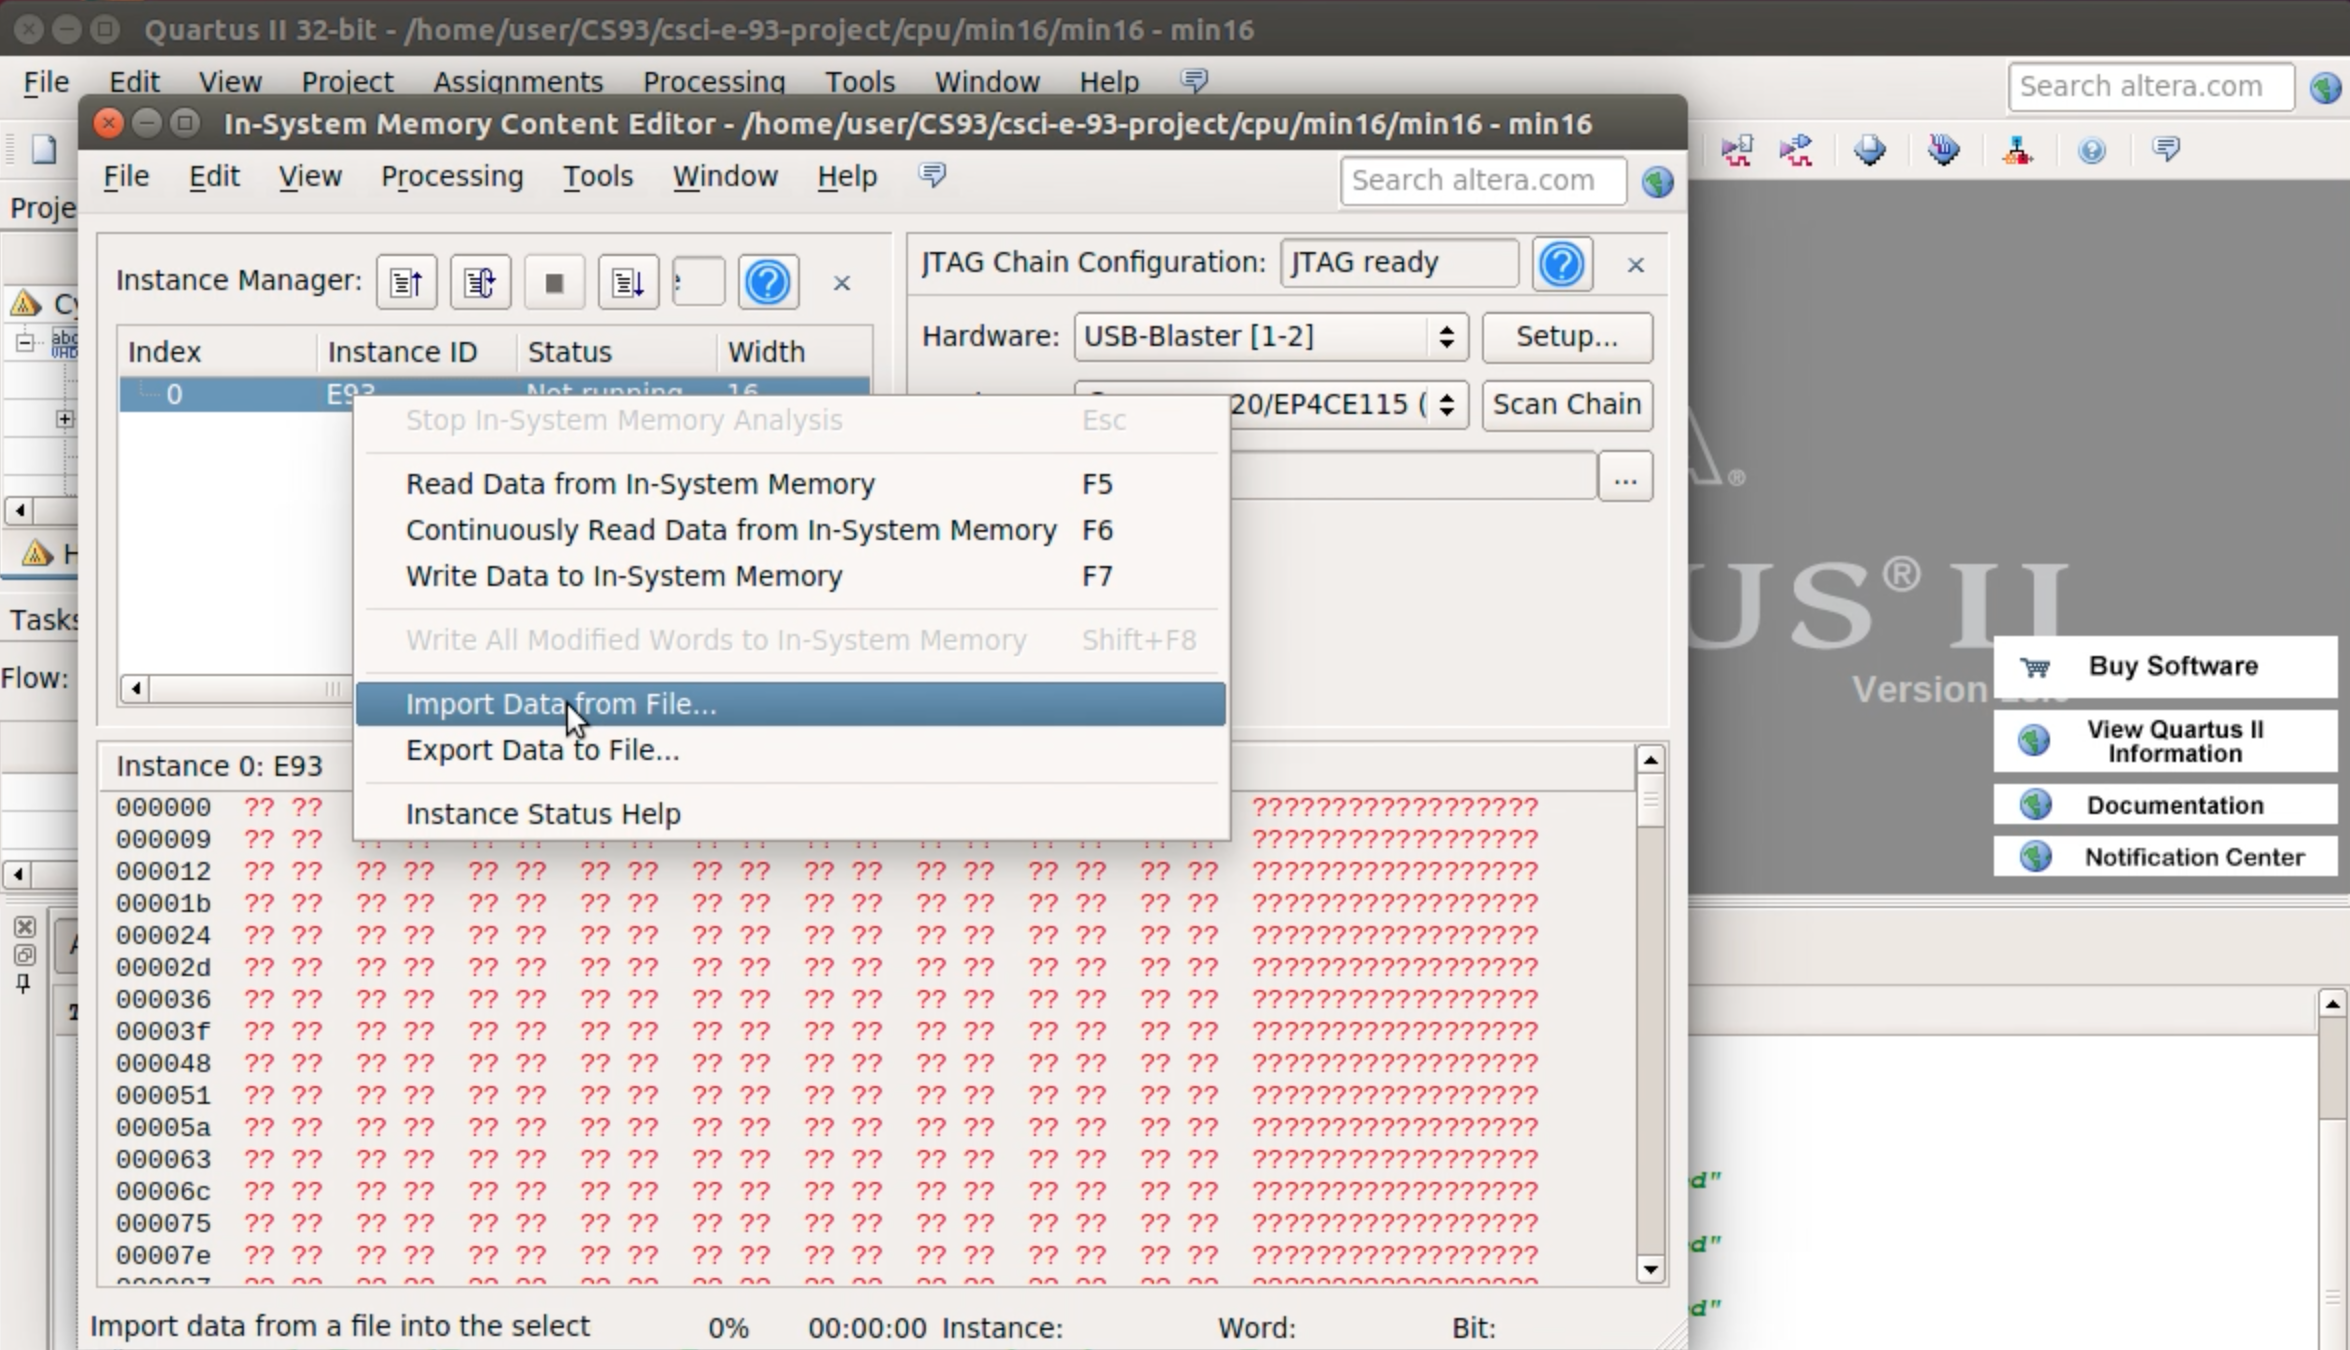 Quartus II 32-bit - /home/user/CS93/csci-e-93-project/cpu/min16/min16 - min16
File Edit View Project Assignments Processing Tools Window Help
Search altera.com
In-System Memory Content Editor - /home/user/CS93/csci-e-93-project/cpu/min16/min16 - min16
File Edit View Processing Tools Window Help
Search altera.com
Instance Manager:
JTAG Chain Configuration: JTAG ready
Hardware: USB-Blaster [1-2] Setup...
Index Instance ID Status Width
0 E93 Not running 16
20/EP4CE115 ( Scan Chain
...
Stop In-System Memory Analysis Esc
Read Data from In-System Memory F5
Continuously Read Data from In-System Memory F6
Write Data to In-System Memory F7
Write All Modified Words to In-System Memory Shift+F8
Import Data from File...
Export Data to File...
Instance Status Help
Tasks
Flow:
US® II
Version
Buy Software
View Quartus II
Information
Documentation
Notification Center
Instance 0: E93
000000 ?? ?? ??????????????????
000009 ?? ?? ?? ?? ?? ?? ?? ?? ?? ?? ?? ?? ?? ?? ?? ?? ?? ?? ??????????????????
000012 ?? ?? ?? ?? ?? ?? ?? ?? ?? ?? ?? ?? ?? ?? ?? ?? ?? ?? ??????????????????
00001b ?? ?? ?? ?? ?? ?? ?? ?? ?? ?? ?? ?? ?? ?? ?? ?? ?? ?? ??????????????????
000024 ?? ?? ?? ?? ?? ?? ?? ?? ?? ?? ?? ?? ?? ?? ?? ?? ?? ?? ??????????????????
00002d ?? ?? ?? ?? ?? ?? ?? ?? ?? ?? ?? ?? ?? ?? ?? ?? ?? ?? ??????????????????
000036 ?? ?? ?? ?? ?? ?? ?? ?? ?? ?? ?? ?? ?? ?? ?? ?? ?? ?? ??????????????????
00003f ?? ?? ?? ?? ?? ?? ?? ?? ?? ?? ?? ?? ?? ?? ?? ?? ?? ?? ??????????????????
000048 ?? ?? ?? ?? ?? ?? ?? ?? ?? ?? ?? ?? ?? ?? ?? ?? ?? ?? ??????????????????
000051 ?? ?? ?? ?? ?? ?? ?? ?? ?? ?? ?? ?? ?? ?? ?? ?? ?? ?? ??????????????????
00005a ?? ?? ?? ?? ?? ?? ?? ?? ?? ?? ?? ?? ?? ?? ?? ?? ?? ?? ??????????????????
000063 ?? ?? ?? ?? ?? ?? ?? ?? ?? ?? ?? ?? ?? ?? ?? ?? ?? ?? ??????????????????
00006c ?? ?? ?? ?? ?? ?? ?? ?? ?? ?? ?? ?? ?? ?? ?? ?? ?? ?? ??????????????????
000075 ?? ?? ?? ?? ?? ?? ?? ?? ?? ?? ?? ?? ?? ?? ?? ?? ?? ?? ??????????????????
00007e ?? ?? ?? ?? ?? ?? ?? ?? ?? ?? ?? ?? ?? ?? ?? ?? ?? ?? ??????????????????
d"
d"
d"
Import data from a file into the select 0% 00:00:00 Instance: Word: Bit: